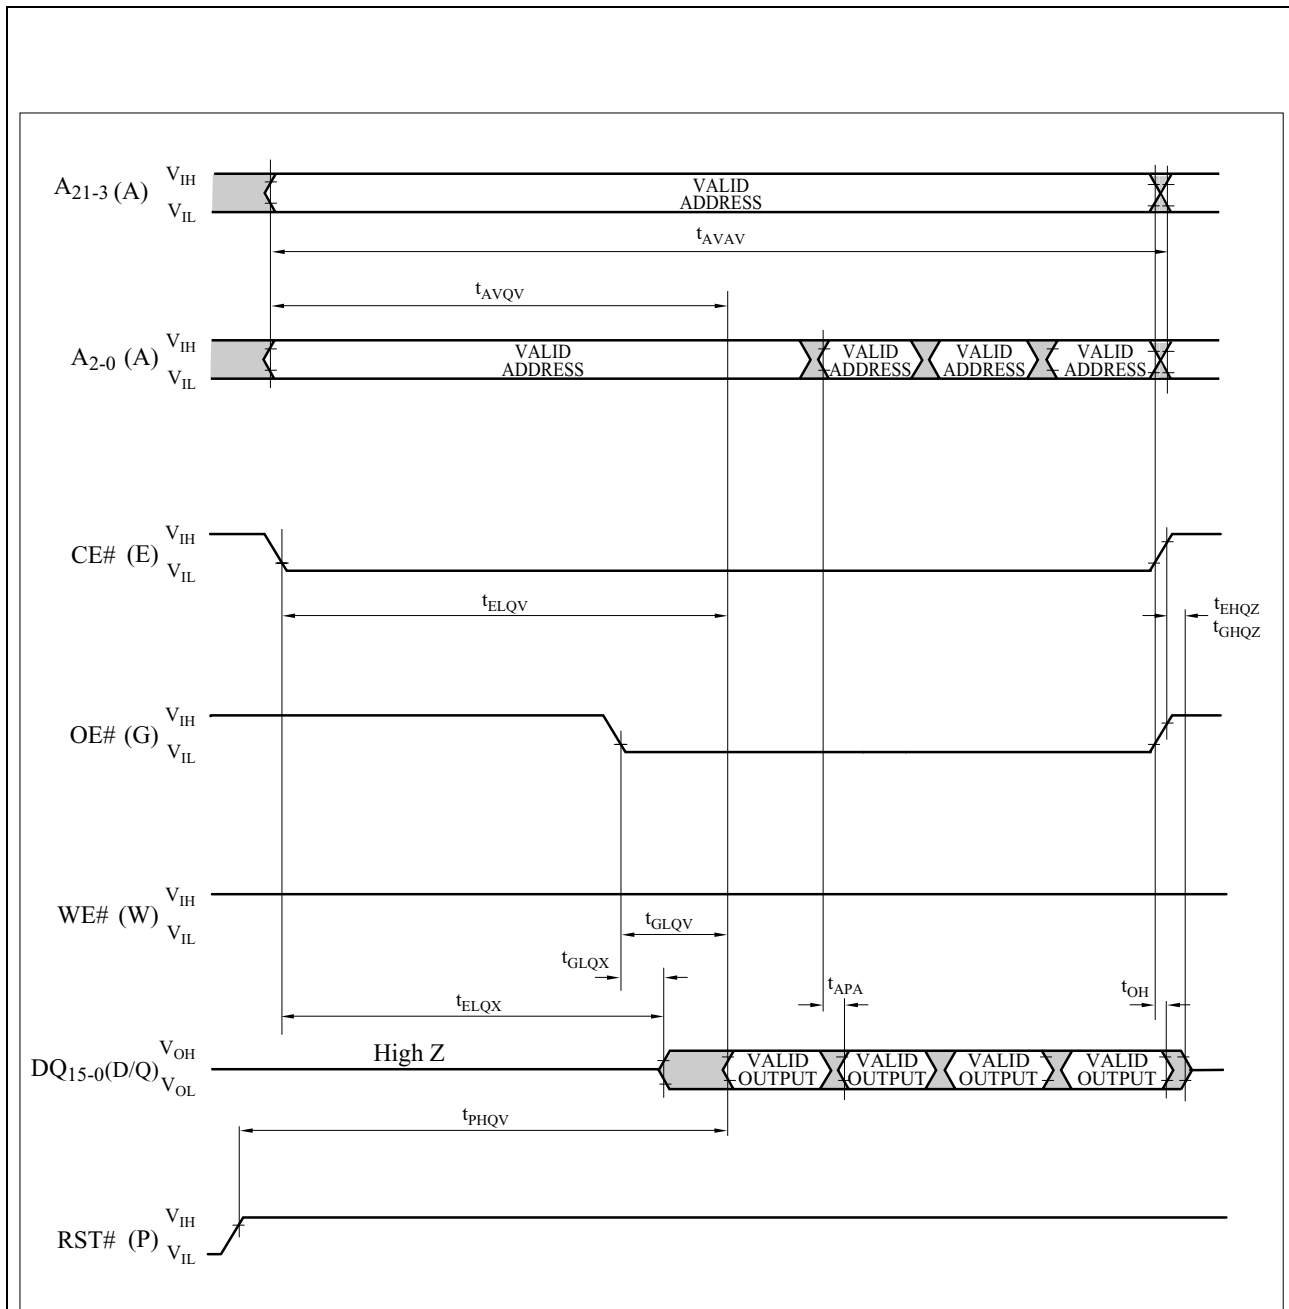 A21-3 (A) VIH VIL VALID ADDRESS
tAVAV
tAVQV
A2-0 (A) VIH VIL VALID ADDRESS VALID ADDRESS VALID ADDRESS VALID ADDRESS
CE# (E) VIH VIL
tELQV
tEHQZ
tGHQZ
OE# (G) VIH VIL
WE# (W) VIH VIL
tGLQV
tGLQX
tELQX
tAPA
tOH
DQ15-0(D/Q) VOH VOL High Z VALID OUTPUT VALID OUTPUT VALID OUTPUT VALID OUTPUT
tPHQV
RST# (P) VIH VIL